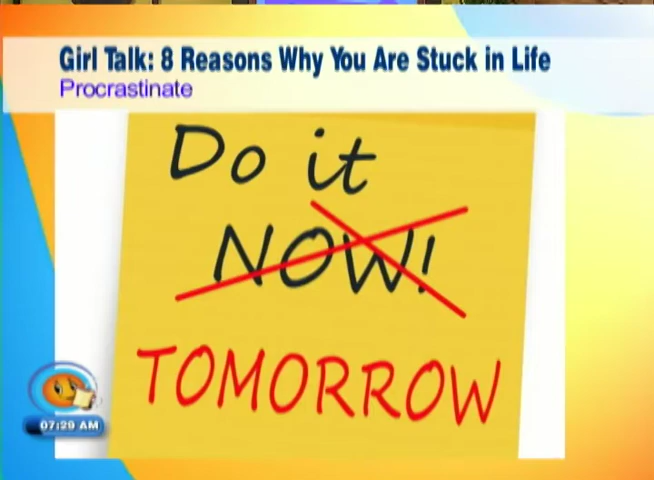 Girl Talk: 8 Reasons Why You Are Stuck in Life
Procrastinate
Do it
NOW!
TOMORROW
07:29 AM